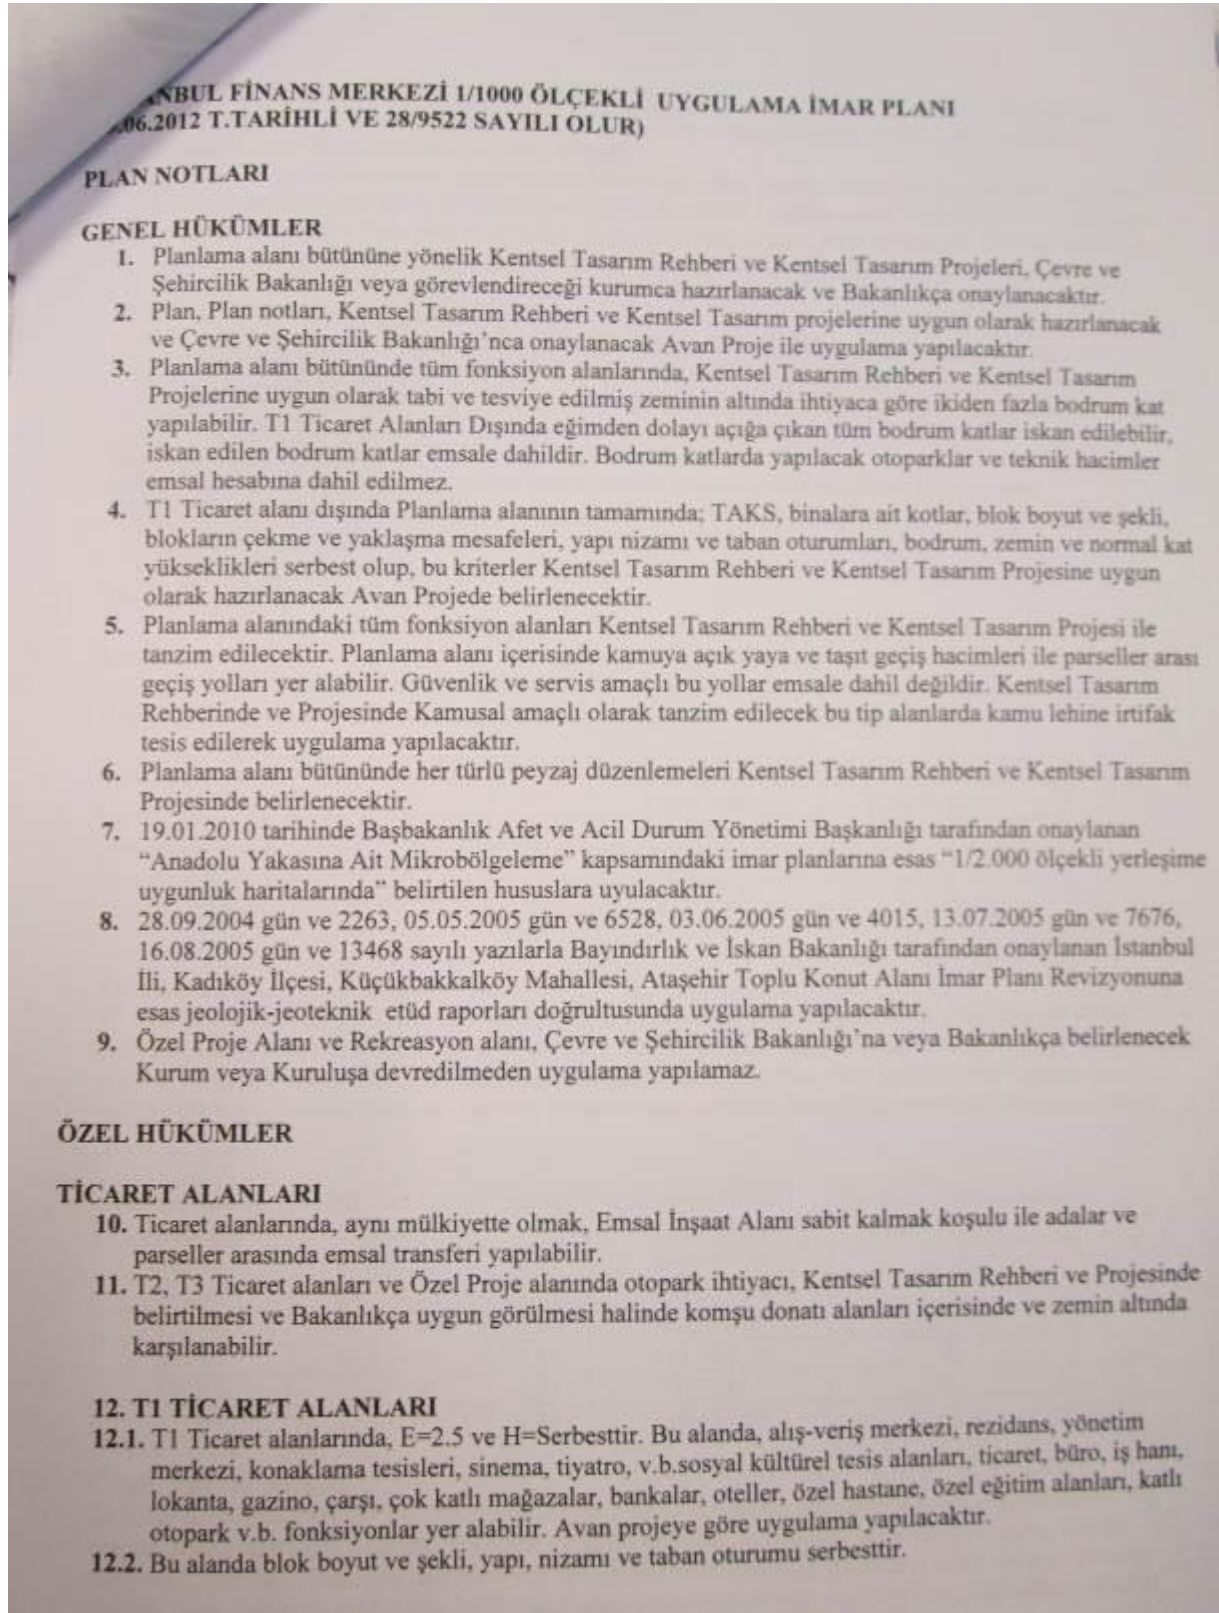 NBUL FİNANS MERKEZİ 1/1000 ÖLÇEKLİ UYGULAMA İMAR PLANI
.06.2012 T.TARİHLİ VE 28/9522 SAYILI OLUR)
PLAN NOTLARI
GENEL HÜKÜMLER
1. Planlama alanı bütününe yönelik Kentsel Tasarım Rehberi ve Kentsel Tasarım Projeleri, Çevre ve
Şehircilik Bakanlığı veya görevlendireceği kurumca hazırlanacak ve Bakanlıkça onaylanacaktır.
2. Plan, Plan notları, Kentsel Tasarım Rehberi ve Kentsel Tasarım projelerine uygun olarak hazırlanacak
ve Çevre ve Şehircilik Bakanlığı'nca onaylanacak Avan Proje ile uygulama yapılacaktır.
3. Planlama alanı bütününde tüm fonksiyon alanlarında, Kentsel Tasarım Rehberi ve Kentsel Tasarım
Projelerine uygun olarak tabi ve tesviye edilmiş zeminin altında ihtiyaca göre ikiden fazla bodrum kat
yapılabilir. T1 Ticaret Alanları Dışında eğimden dolayı açığa çıkan tüm bodrum katlar iskan edilebilir,
iskan edilen bodrum katlar emsale dahildir. Bodrum katlarda yapılacak otoparklar ve teknik hacimler
emsal hesabına dahil edilmez.
4. T1 Ticaret alanı dışında Planlama alanının tamamında; TAKS, binalara ait kotlar, blok boyut ve şekli,
blokların çekme ve yaklaşma mesafeleri, yapı nizamı ve taban oturumları, bodrum, zemin ve normal kat
yükseklikleri serbest olup, bu kriterler Kentsel Tasarım Rehberi ve Kentsel Tasarım Projesine uygun
olarak hazırlanacak Avan Projede belirlenecektir.
5. Planlama alanındaki tüm fonksiyon alanları Kentsel Tasarım Rehberi ve Kentsel Tasarım Projesi ile
tanzim edilecektir. Planlama alanı içerisinde kamuya açık yaya ve taşıt geçiş hacimleri ile parseller arası
geçiş yolları yer alabilir. Güvenlik ve servis amaçlı bu yollar emsale dahil değildir. Kentsel Tasarım
Rehberinde ve Projesinde Kamusal amaçlı olarak tanzim edilecek bu tip alanlarda kamu lehine irtifak
tesis edilerek uygulama yapılacaktır.
6. Planlama alanı bütününde her türlü peyzaj düzenlemeleri Kentsel Tasarım Rehberi ve Kentsel Tasarım
Projesinde belirlenecektir.
7. 19.01.2010 tarihinde Başbakanlık Afet ve Acil Durum Yönetimi Başkanlığı tarafından onaylanan
“Anadolu Yakasına Ait Mikrobölgeleme” kapsamındaki imar planlarına esas “1/2.000 ölçekli yerleşime
uygunluk haritalarında“ belirtilen hususlara uyulacaktır.
8. 28.09.2004 gün ve 2263, 05.05.2005 gün ve 6528, 03.06.2005 gün ve 4015, 13.07.2005 gün ve 7676,
16.08.2005 gün ve 13468 sayılı yazılarla Bayındırlık ve İskan Bakanlığı tarafından onaylanan İstanbul
İli, Kadıköy İlçesi, Küçükbakkalköy Mahallesi, Ataşehir Toplu Konut Alanı İmar Planı Revizyonuna
esas jeolojik-jeoteknik etüd raporları doğrultusunda uygulama yapılacaktır.
9. Özel Proje Alanı ve Rekreasyon alanı, Çevre ve Şehircilik Bakanlığı'na veya Bakanlıkça belirlenecek
Kurum veya Kuruluşa devredilmeden uygulama yapılamaz.
ÖZEL HÜKÜMLER
TİCARET ALANLARI
10. Ticaret alanlarında, aynı mülkiyette olmak, Emsal İnşaat Alanı sabit kalmak koşulu ile adalar ve
parseller arasında emsal transferi yapılabilir.
11. T2, T3 Ticaret alanları ve Özel Proje alanında otopark ihtiyacı, Kentsel Tasarım Rehberi ve Projesinde
belirtilmesi ve Bakanlıkça uygun görülmesi halinde komşu donatı alanları içerisinde ve zemin altında
karşılanabilir.
12. T1 TİCARET ALANLARI
12.1. T1 Ticaret alanlarında, E=2.5 ve H=Serbesttir. Bu alanda, alış-veriş merkezi, rezidans, yönetim
merkezi, konaklama tesisleri, sinema, tiyatro, v.b.sosyal kültürel tesis alanları, ticaret, büro, iş hanı,
lokanta, gazino, çarşı, çok katlı mağazalar, bankalar, oteller, özel hastane, özel eğitim alanları, katlı
otopark v.b. fonksiyonlar yer alabilir. Avan projeye göre uygulama yapılacaktır.
12.2. Bu alanda blok boyut ve şekli, yapı, nizamı ve taban oturumu serbesttir.